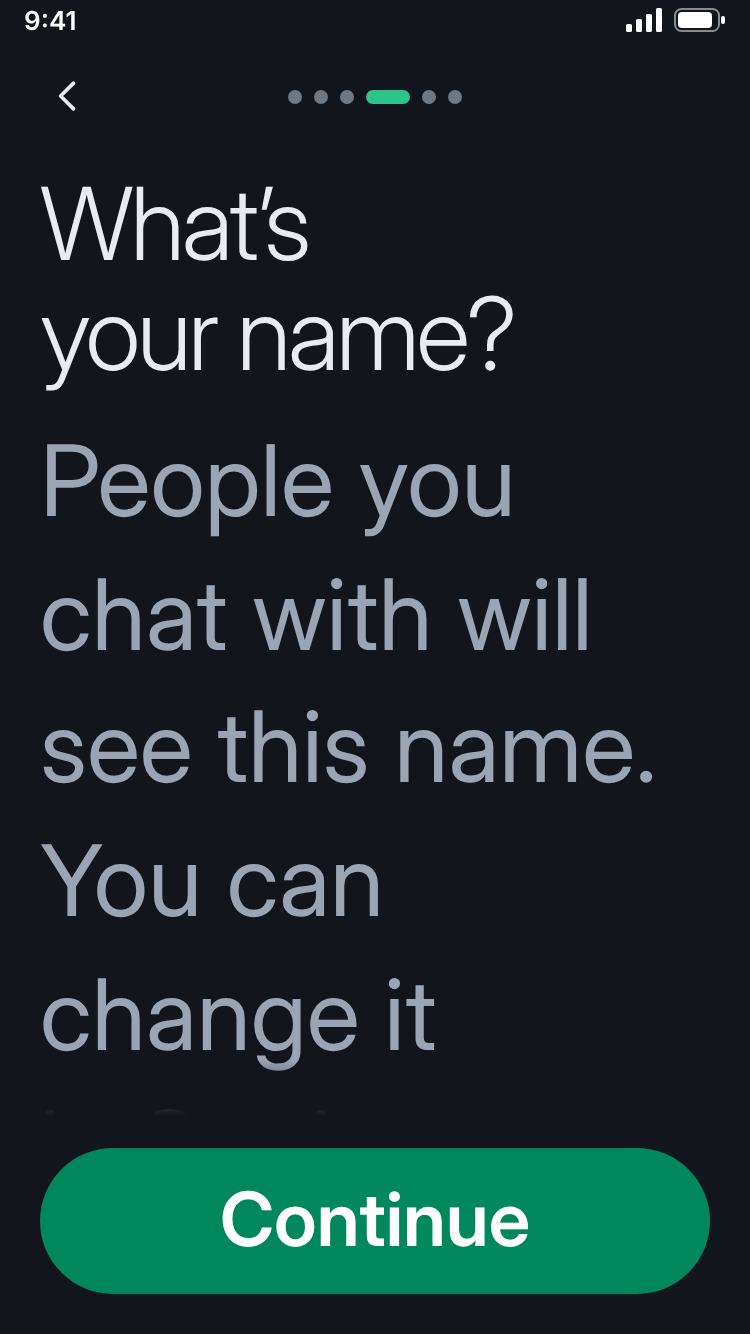 9:41
What’s
your name?
People you
chat with will
see this name.
You can
change it
Continue